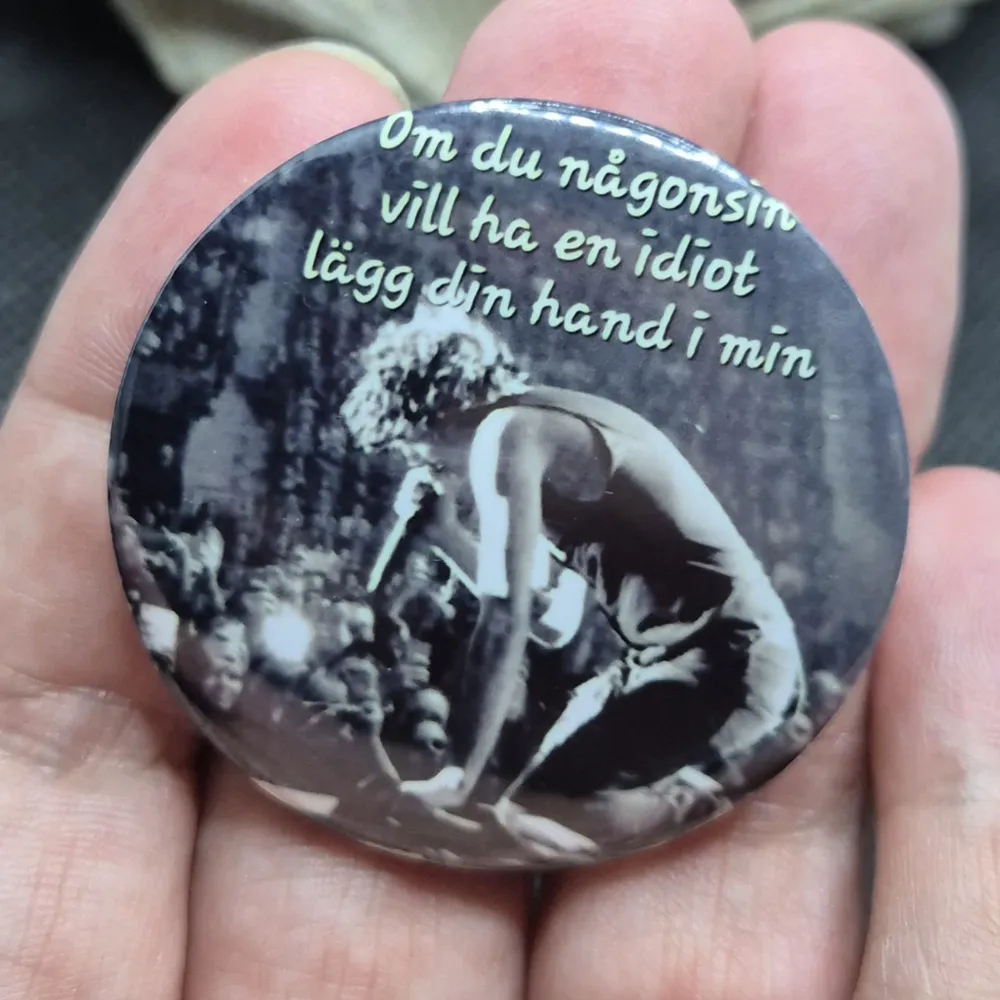 Om du någonsin
vill ha en idiot
lägg din hand i min